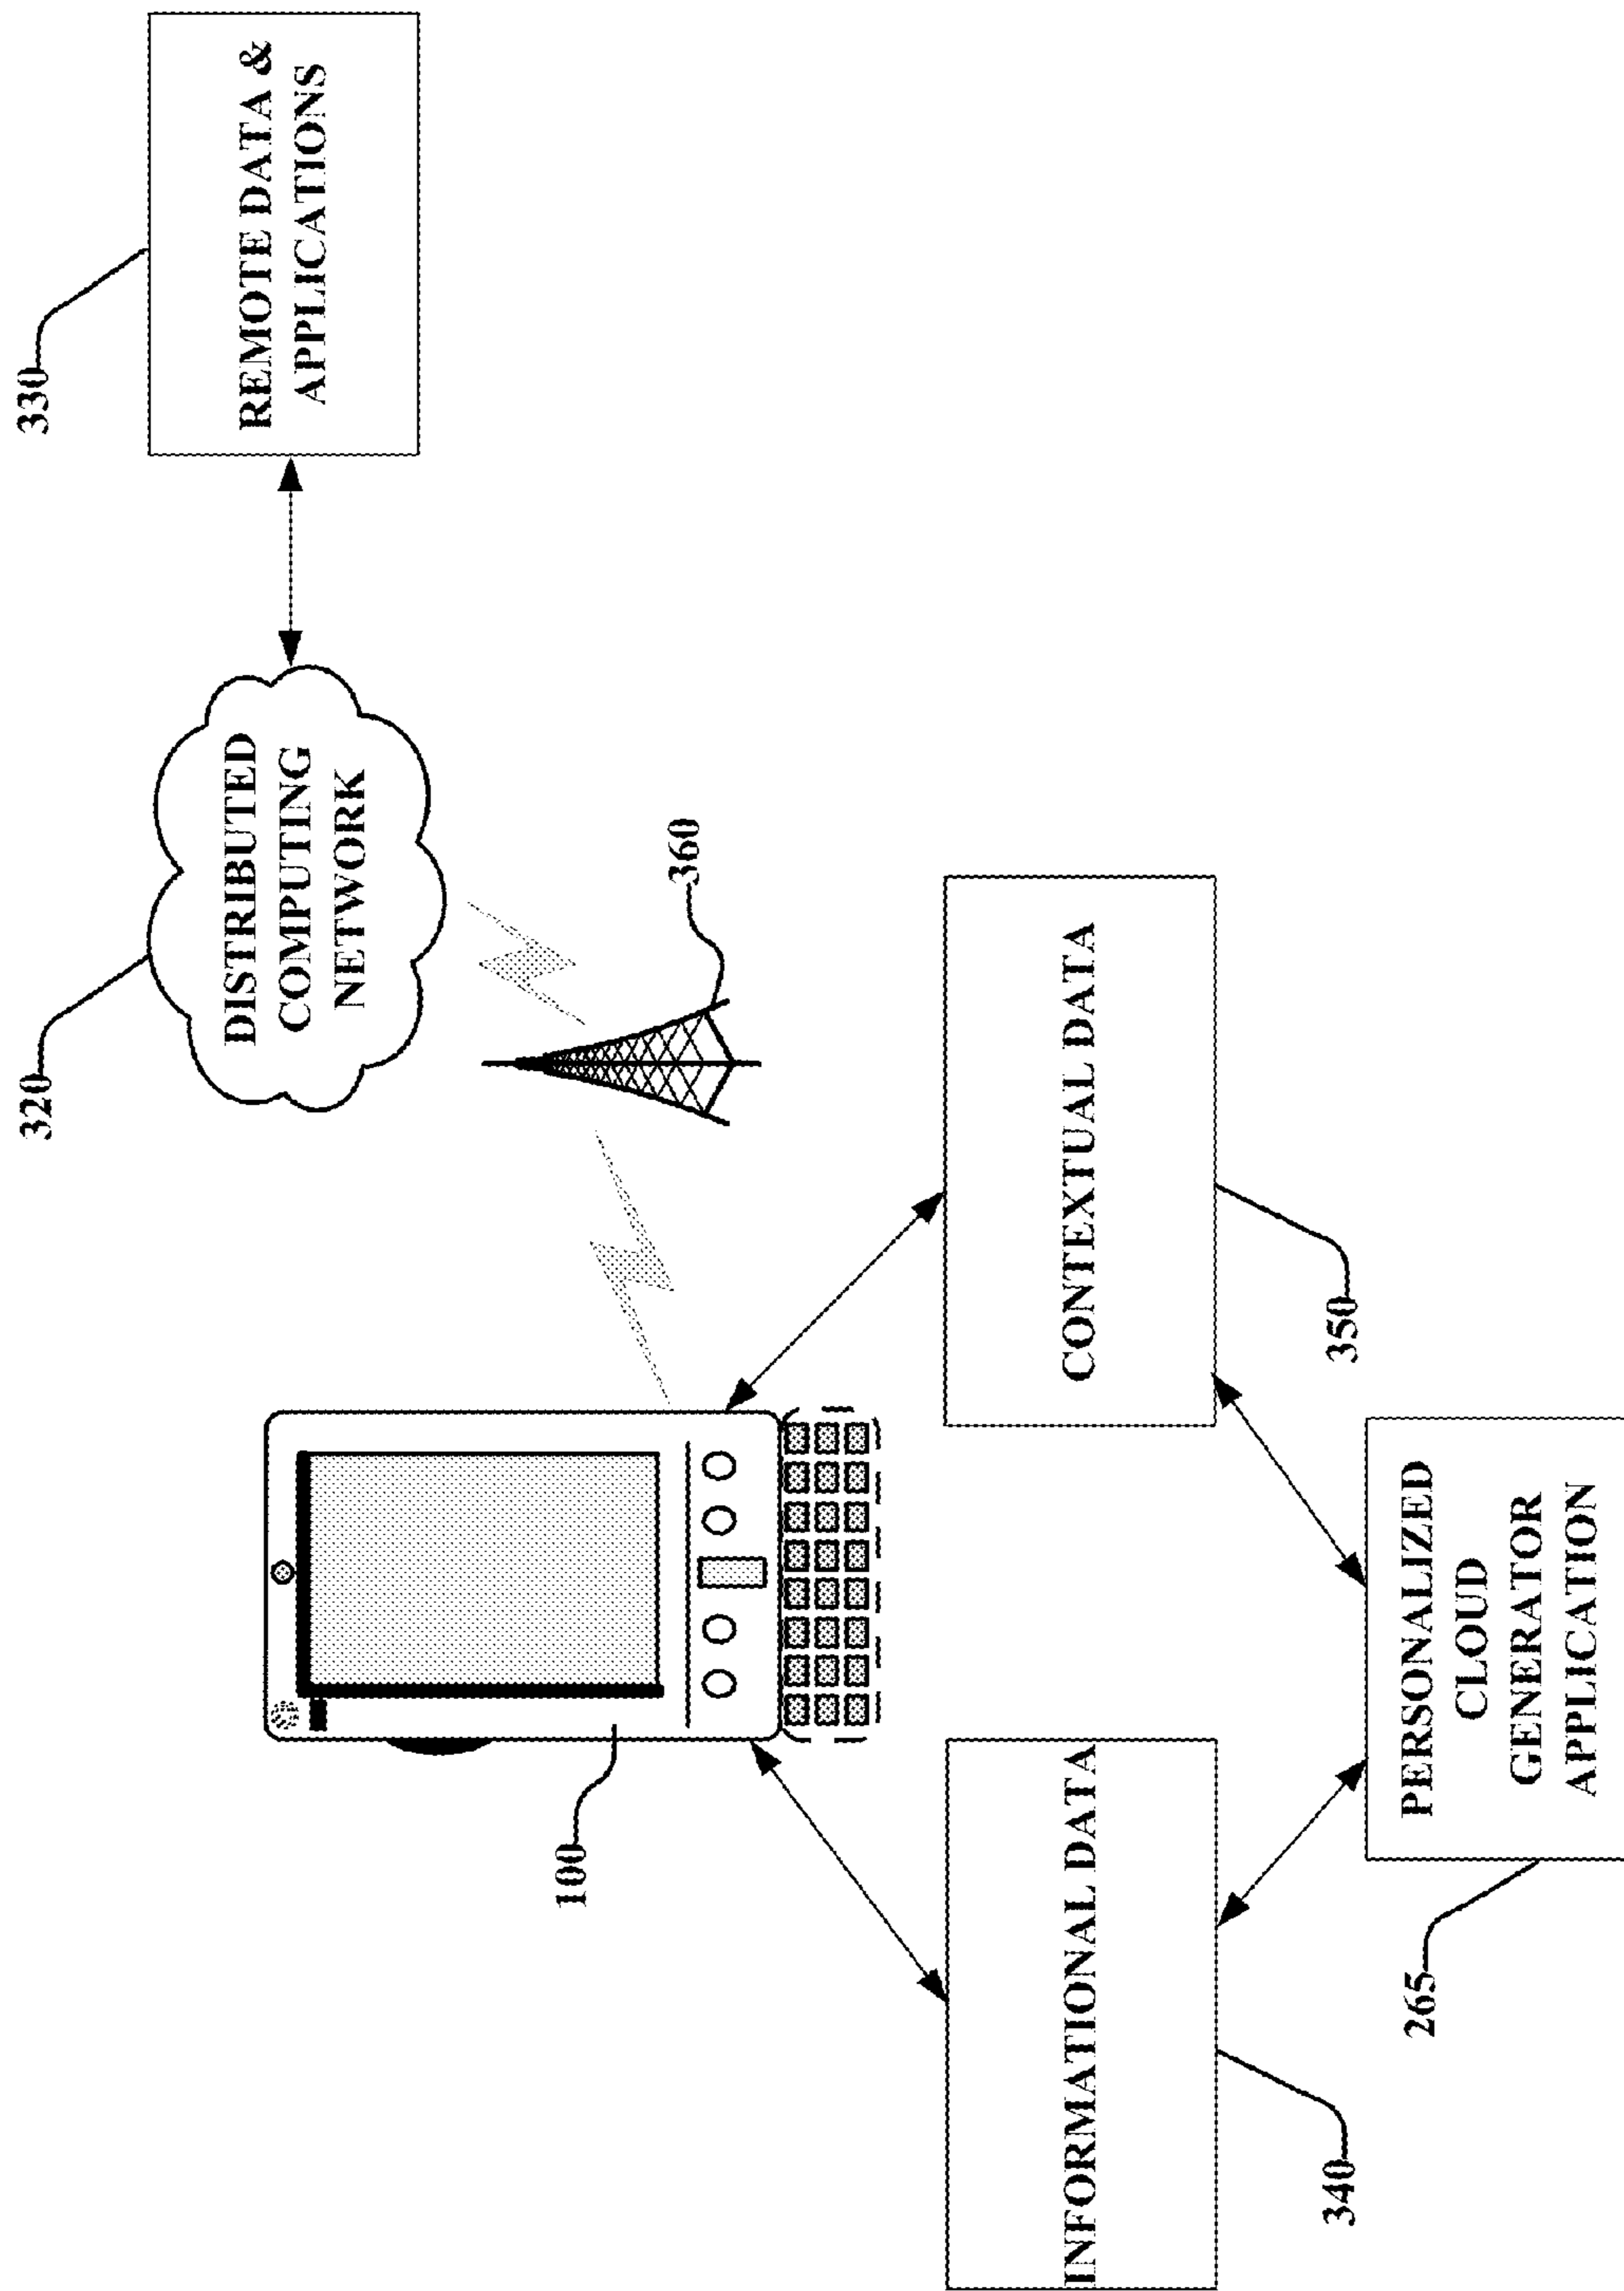 330
REMOTE DATA &
APPLICATIONS
320
DISTRIBUTED
COMPUTING
NETWORK
360
100
CONTEXTUAL DATA
350
INFORMATIONAL DATA
340
PERSONALIZED
CLOUD
GENERATOR
APPLICATION
265